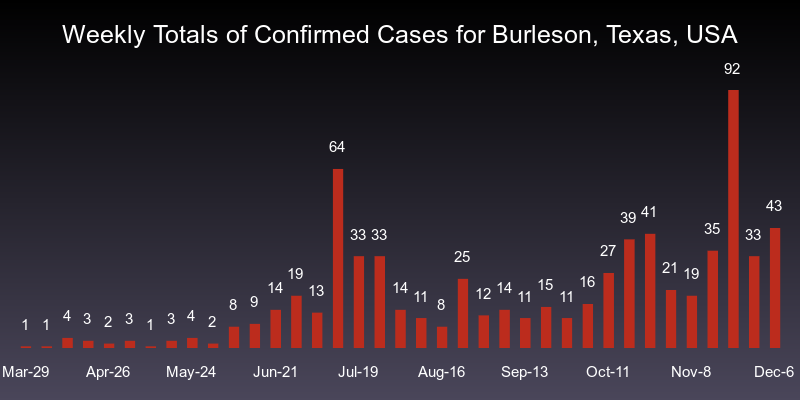 Weekly Totals of Confirmed Cases for Burleson, Texas, USA
1 1 4 3 2 3 1 3 4 2 8 9 14 19 13 64 33 33 14 11 8 25 12 14 11 15 11 16 27 39 41 21 19 35 92 33 43
Mar-29 Apr-26 May-24 Jun-21 Jul-19 Aug-16 Sep-13 Oct-11 Nov-8 Dec-6